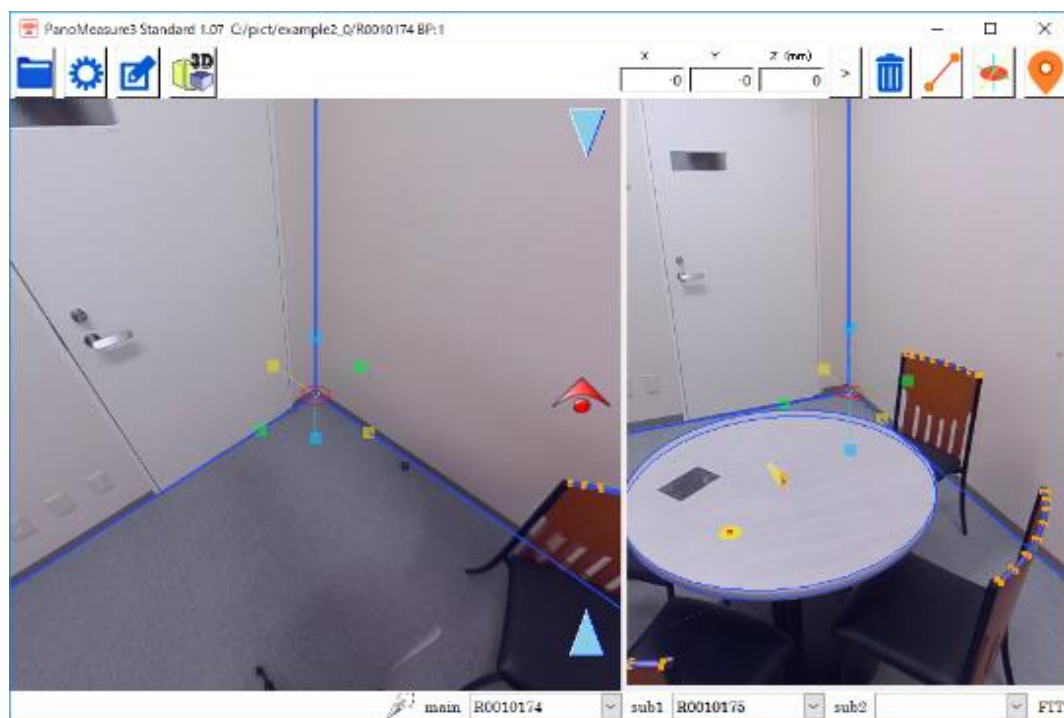 PanoMeasure3 Standard 1.07 C:/pict/example2_0/R0010174 BP:1
3D
X Y Z (mm)
-0 -0 0 >
main R0010174 sub1 R0010175 sub2 FIT